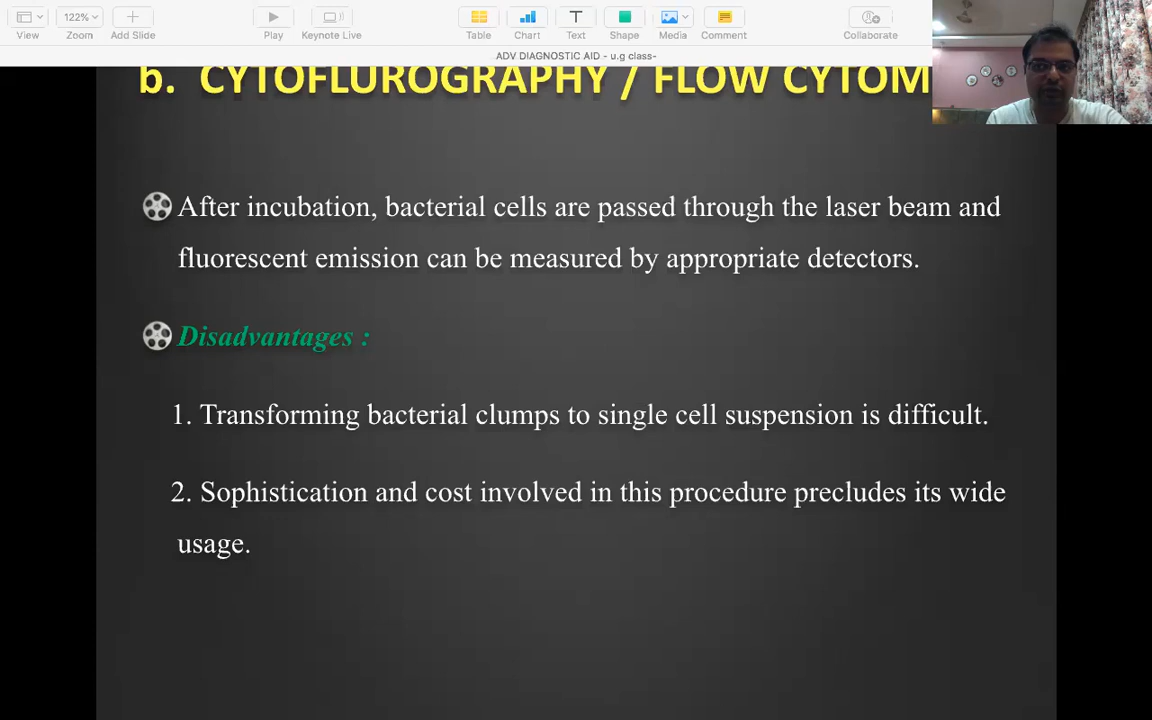 122%
View
Zoom
Add Slide
Play
Keynote Live
Table
Chart
Text
Shape
Media
Comment
Collaborate
ADV DIAGNOSTIC AID - u.g class-
b. CYTOFLUROGRAPHY / FLOW CYTOM
After incubation, bacterial cells are passed through the laser beam and
fluorescent emission can be measured by appropriate detectors.
Disadvantages :
1. Transforming bacterial clumps to single cell suspension is difficult.
2. Sophistication and cost involved in this procedure precludes its wide
usage.